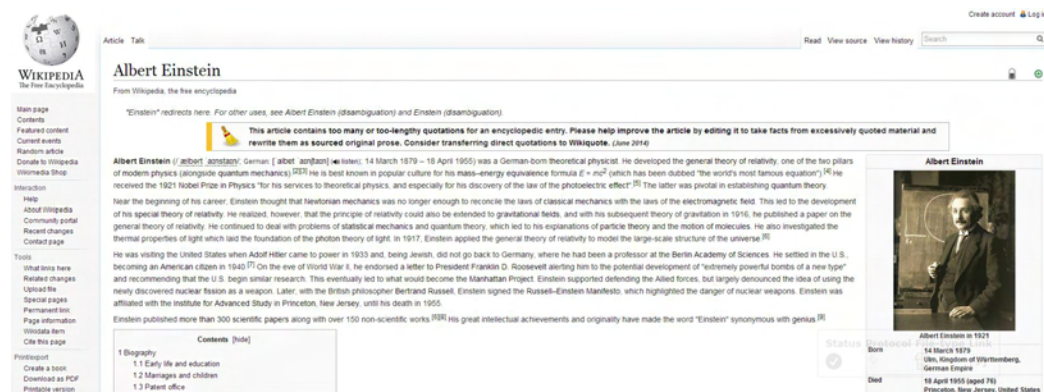 Create account Log in
WIKIPEDIA
The Free Encyclopedia
Main page
Contents
Featured content
Current events
Random article
Donate to Wikipedia
Wikimedia Shop
Interaction
Help
About Wikipedia
Community portal
Recent changes
Contact page
Tools
What links here
Related changes
Upload file
Special pages
Permanent link
Page information
Wikidata item
Cite this page
Print/export
Create a book
Download as PDF
Printable version
Article Talk
Read View source View history Search
Albert Einstein
From Wikipedia, the free encyclopedia
"Einstein" redirects here. For other uses, see Albert Einstein (disambiguation) and Einstein (disambiguation).
This article contains too many or too-lengthy quotations for an encyclopedic entry. Please help improve the article by editing it to take facts from excessively quoted material and
rewrite them as sourced original prose. Consider transferring direct quotations to Wikiquote. (June 2014)
Albert Einstein (/ˈælbərt ˈaɪnstaɪn/; German: [ˈalbɛt ˈaɪnʃtaɪn] (listen); 14 March 1879 – 18 April 1955) was a German-born theoretical physicist. He developed the general theory of relativity, one of the two pillars
of modern physics (alongside quantum mechanics).[2][3] He is best known in popular culture for his mass–energy equivalence formula E = mc2 (which has been dubbed "the world's most famous equation").[4] He
received the 1921 Nobel Prize in Physics "for his services to theoretical physics, and especially for his discovery of the law of the photoelectric effect".[5] The latter was pivotal in establishing quantum theory.
Near the beginning of his career, Einstein thought that Newtonian mechanics was no longer enough to reconcile the laws of classical mechanics with the laws of the electromagnetic field. This led to the development
of his special theory of relativity. He realized, however, that the principle of relativity could also be extended to gravitational fields, and with his subsequent theory of gravitation in 1916, he published a paper on the
general theory of relativity. He continued to deal with problems of statistical mechanics and quantum theory, which led to his explanations of particle theory and the motion of molecules. He also investigated the
thermal properties of light which laid the foundation of the photon theory of light. In 1917, Einstein applied the general theory of relativity to model the large-scale structure of the universe.[6]
He was visiting the United States when Adolf Hitler came to power in 1933 and, being Jewish, did not go back to Germany, where he had been a professor at the Berlin Academy of Sciences. He settled in the U.S.,
becoming an American citizen in 1940.[7] On the eve of World War II, he endorsed a letter to President Franklin D. Roosevelt alerting him to the potential development of "extremely powerful bombs of a new type"
and recommending that the U.S. begin similar research. This eventually led to what would become the Manhattan Project. Einstein supported defending the Allied forces, but largely denounced the idea of using the
newly discovered nuclear fission as a weapon. Later, with the British philosopher Bertrand Russell, Einstein signed the Russell–Einstein Manifesto, which highlighted the danger of nuclear weapons. Einstein was
affiliated with the Institute for Advanced Study in Princeton, New Jersey, until his death in 1955.
Einstein published more than 300 scientific papers along with over 150 non-scientific works.[6][8] His great intellectual achievements and originality have made the word "Einstein" synonymous with genius.[9]
Contents [hide]
1 Biography
1.1 Early life and education
1.2 Marriages and children
1.3 Patent office
Albert Einstein
Albert Einstein in 1921
Status Protocol File-type Link
Born 14 March 1879
Ulm, Kingdom of Württemberg,
German Empire
Died 18 April 1955 (aged 76)
Princeton, New Jersey, United States